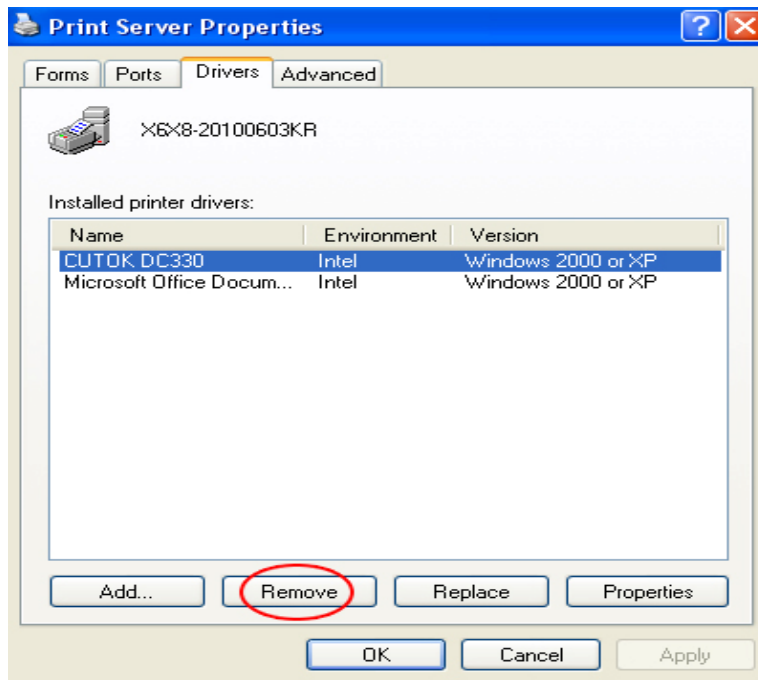 Print Server Properties
Forms Ports Drivers Advanced
X6X8-20100603KR
Installed printer drivers:
Name Environment Version
CUTOK DC330 Intel Windows 2000 or XP
Microsoft Office Docum... Intel Windows 2000 or XP
Add... Remove Replace Properties
OK Cancel Apply